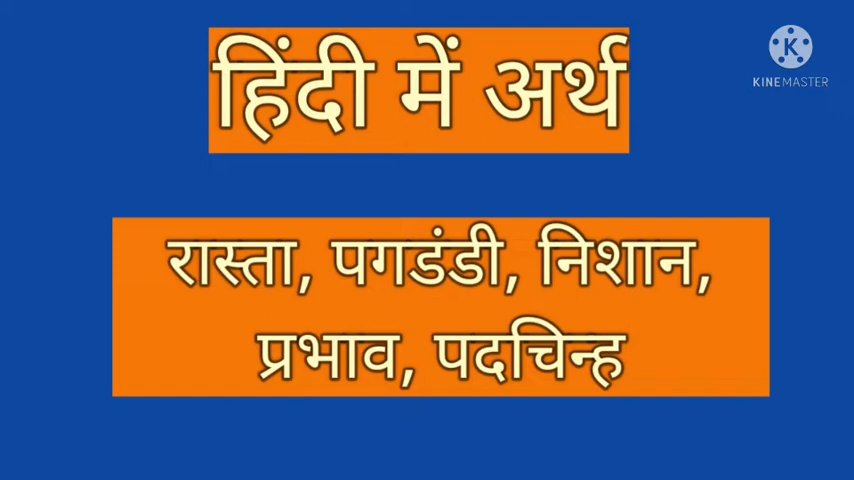 हिंदी में अर्थ
K
KINEMASTER
रास्ता, पगडंडी, निशान,
प्रभाव, पदचिन्ह